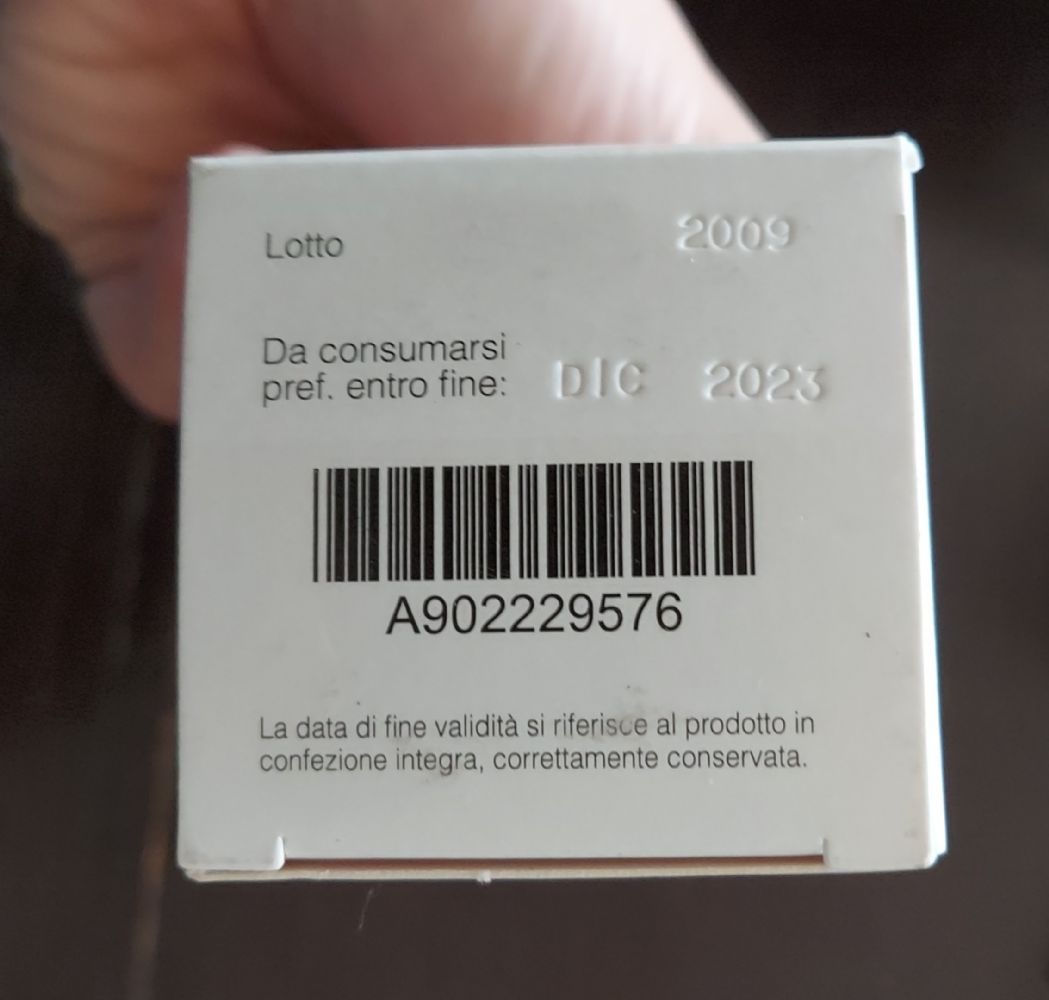 Lotto 2009
Da consumarsi
pref. entro fine: DIC 2023
A902229576
La data di fine validità si riferisce al prodotto in
confezione integra, correttamente conservata.